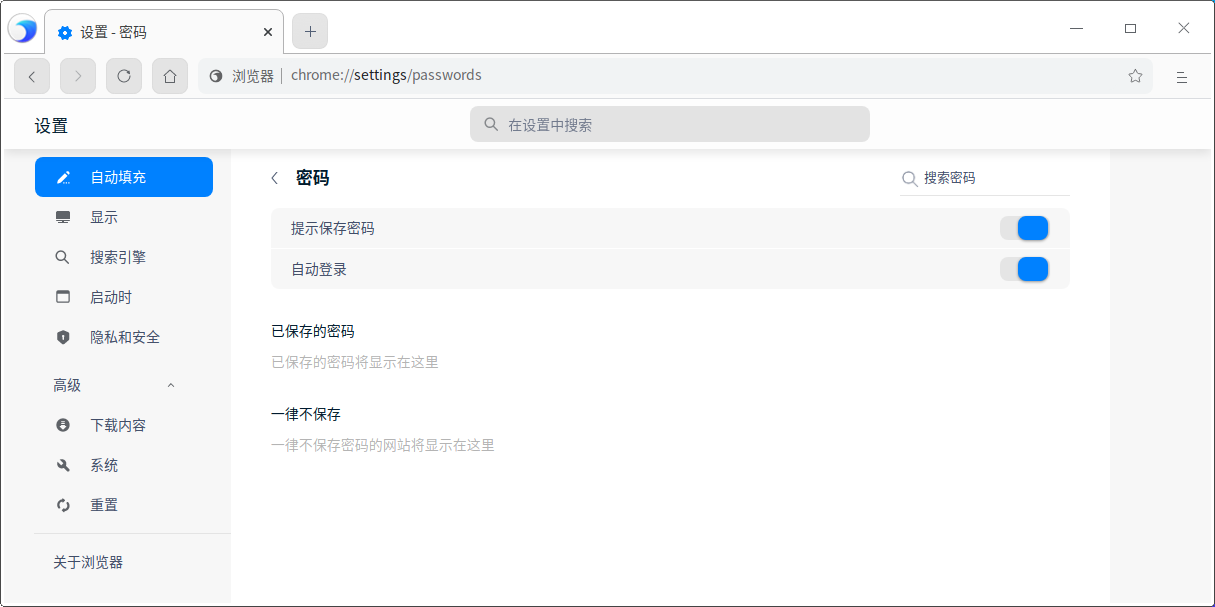 设置 - 密码
浏览器 | chrome://settings/passwords
设置
在设置中搜索
自动填充
显示
搜索引擎
启动时
隐私和安全
高级
下载内容
系统
重置
关于浏览器
密码
搜索密码
提示保存密码
自动登录
已保存的密码
已保存的密码将显示在这里
一律不保存
一律不保存密码的网站将显示在这里